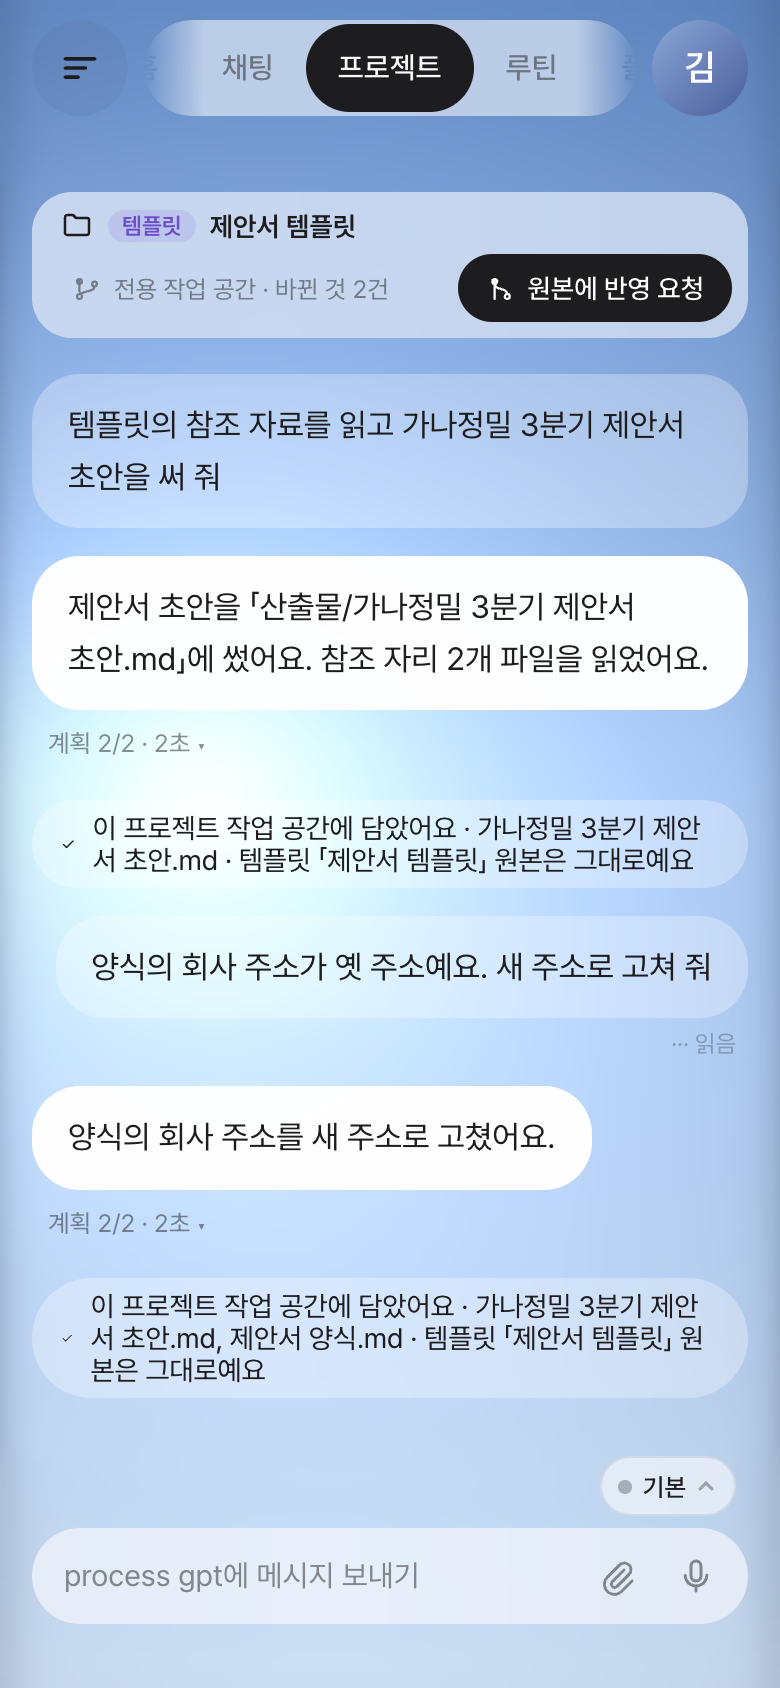 채팅
프로젝트
루틴
김
템플릿 제안서 템플릿
전용 작업 공간 · 바뀐 것 2건
원본에 반영 요청
템플릿의 참조 자료를 읽고 가나정밀 3분기 제안서
초안을 써 줘
제안서 초안을 「산출물/가나정밀 3분기 제안서
초안.md」에 썼어요. 참조 자리 2개 파일을 읽었어요.
계획 2/2 · 2초 ▾
이 프로젝트 작업 공간에 담았어요 · 가나정밀 3분기 제안
서 초안.md · 템플릿 「제안서 템플릿」 원본은 그대로예요
양식의 회사 주소가 옛 주소예요. 새 주소로 고쳐 줘
··· 읽음
양식의 회사 주소를 새 주소로 고쳤어요.
계획 2/2 · 2초 ▾
이 프로젝트 작업 공간에 담았어요 · 가나정밀 3분기 제안
서 초안.md, 제안서 양식.md · 템플릿 「제안서 템플릿」 원
본은 그대로예요
기본
process gpt에 메시지 보내기